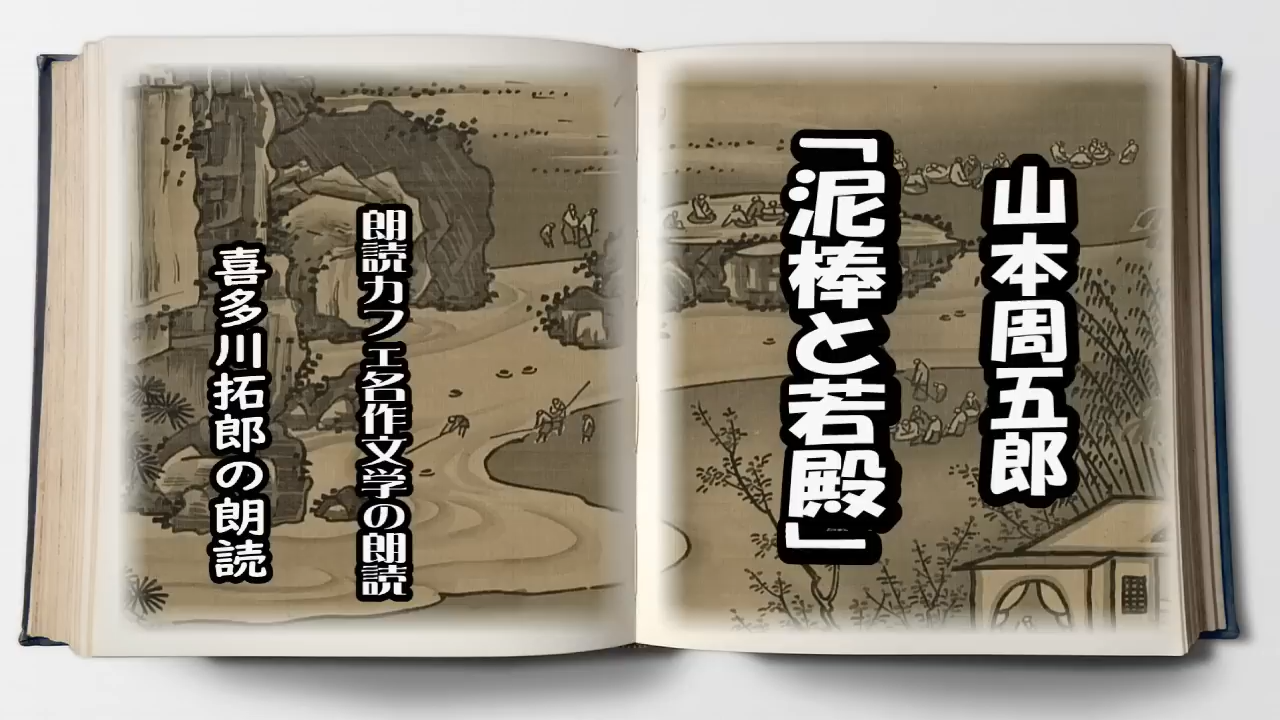 山本周五郎
「泥棒と若殿」
朗読カフェ名作文学の朗読
喜多川拓郎の朗読